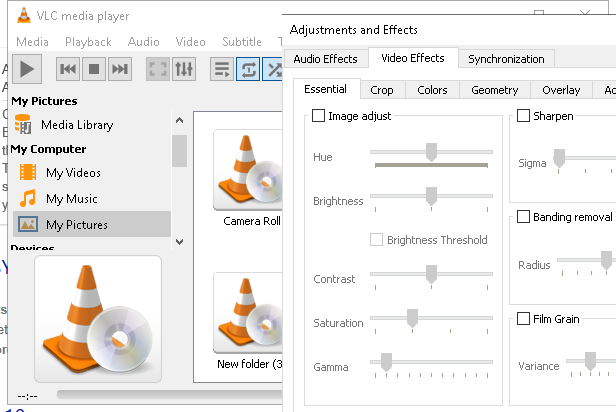 VLC media player
Media Playback Audio Video Subtitle T
My Pictures
Media Library
My Computer
My Videos
My Music
My Pictures
Devices
Camera Roll
New folder (3
--:--
Adjustments and Effects
Audio Effects Video Effects Synchronization
Essential Crop Colors Geometry Overlay
Image adjust
Hue
Brightness
Brightness Threshold
Contrast
Saturation
Gamma
Sharpen
Sigma
Banding removal
Radius
Film Grain
Variance